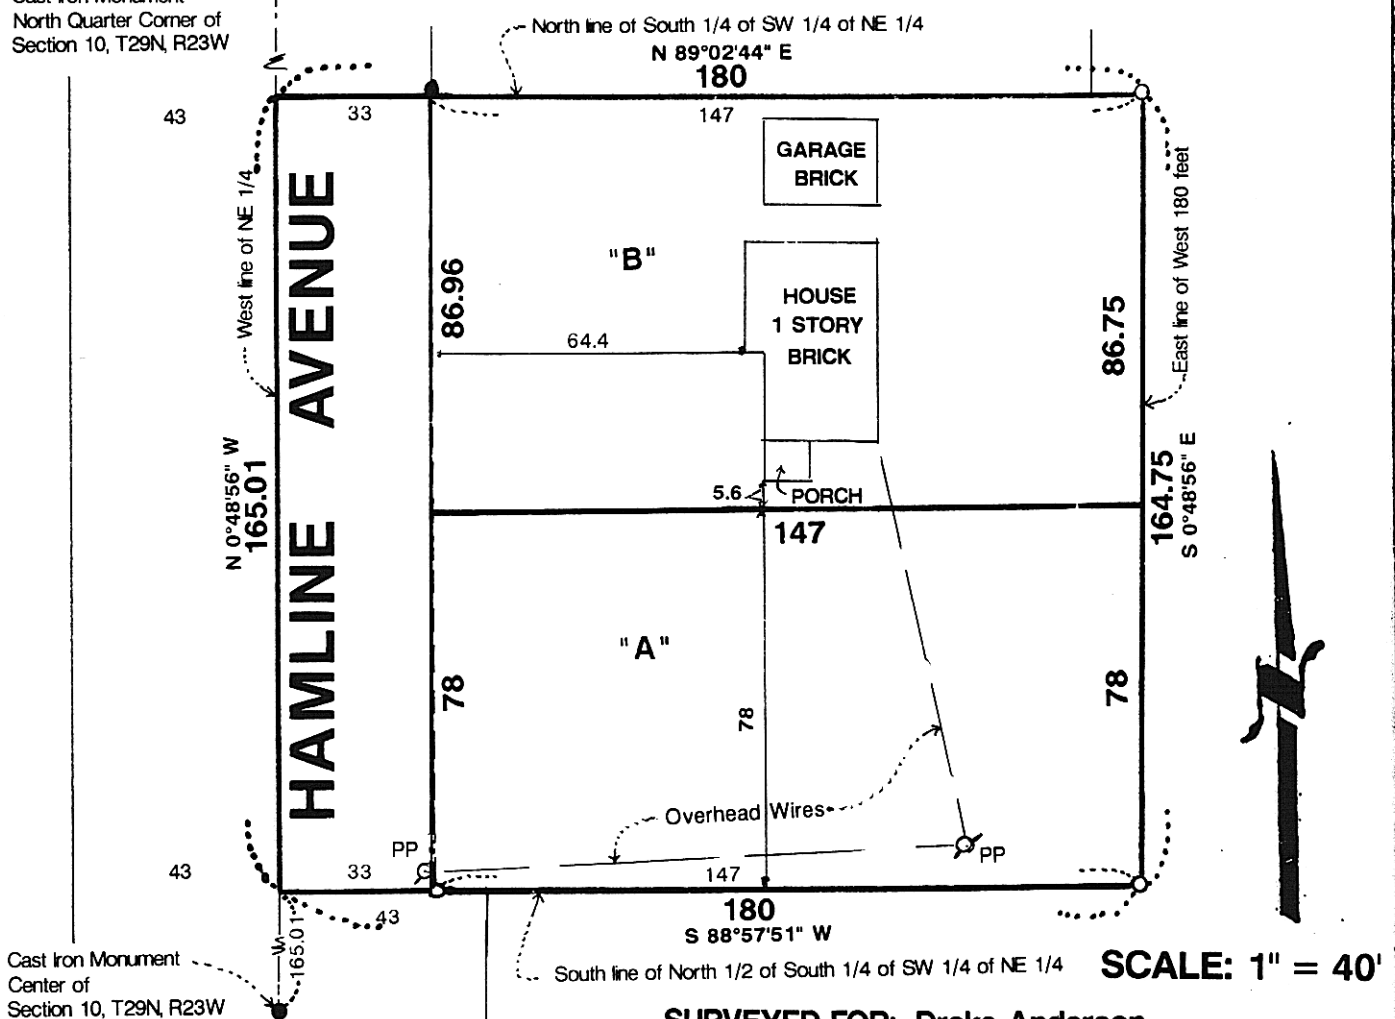 North Quarter Corner of
Section 10, T29N, R23W
North line of South 1/4 of SW 1/4 of NE 1/4
N 89°02'44" E
180
43
33
147
GARAGE
BRICK
West line of NE 1/4
HAMLINE AVENUE
86.96
"B"
HOUSE
1 STORY
BRICK
64.4
86.75
East line of West 180 feet
N 0°48'56" W
165.01
5.6
PORCH
147
164.75
S 0°48'56" E
"A"
78
78
78
Overhead Wires
PP
PP
43
33
147
43
180
S 88°57'51" W
165.01
Cast Iron Monument
Center of
Section 10, T29N, R23W
South line of North 1/2 of South 1/4 of SW 1/4 of NE 1/4
SCALE: 1" = 40'